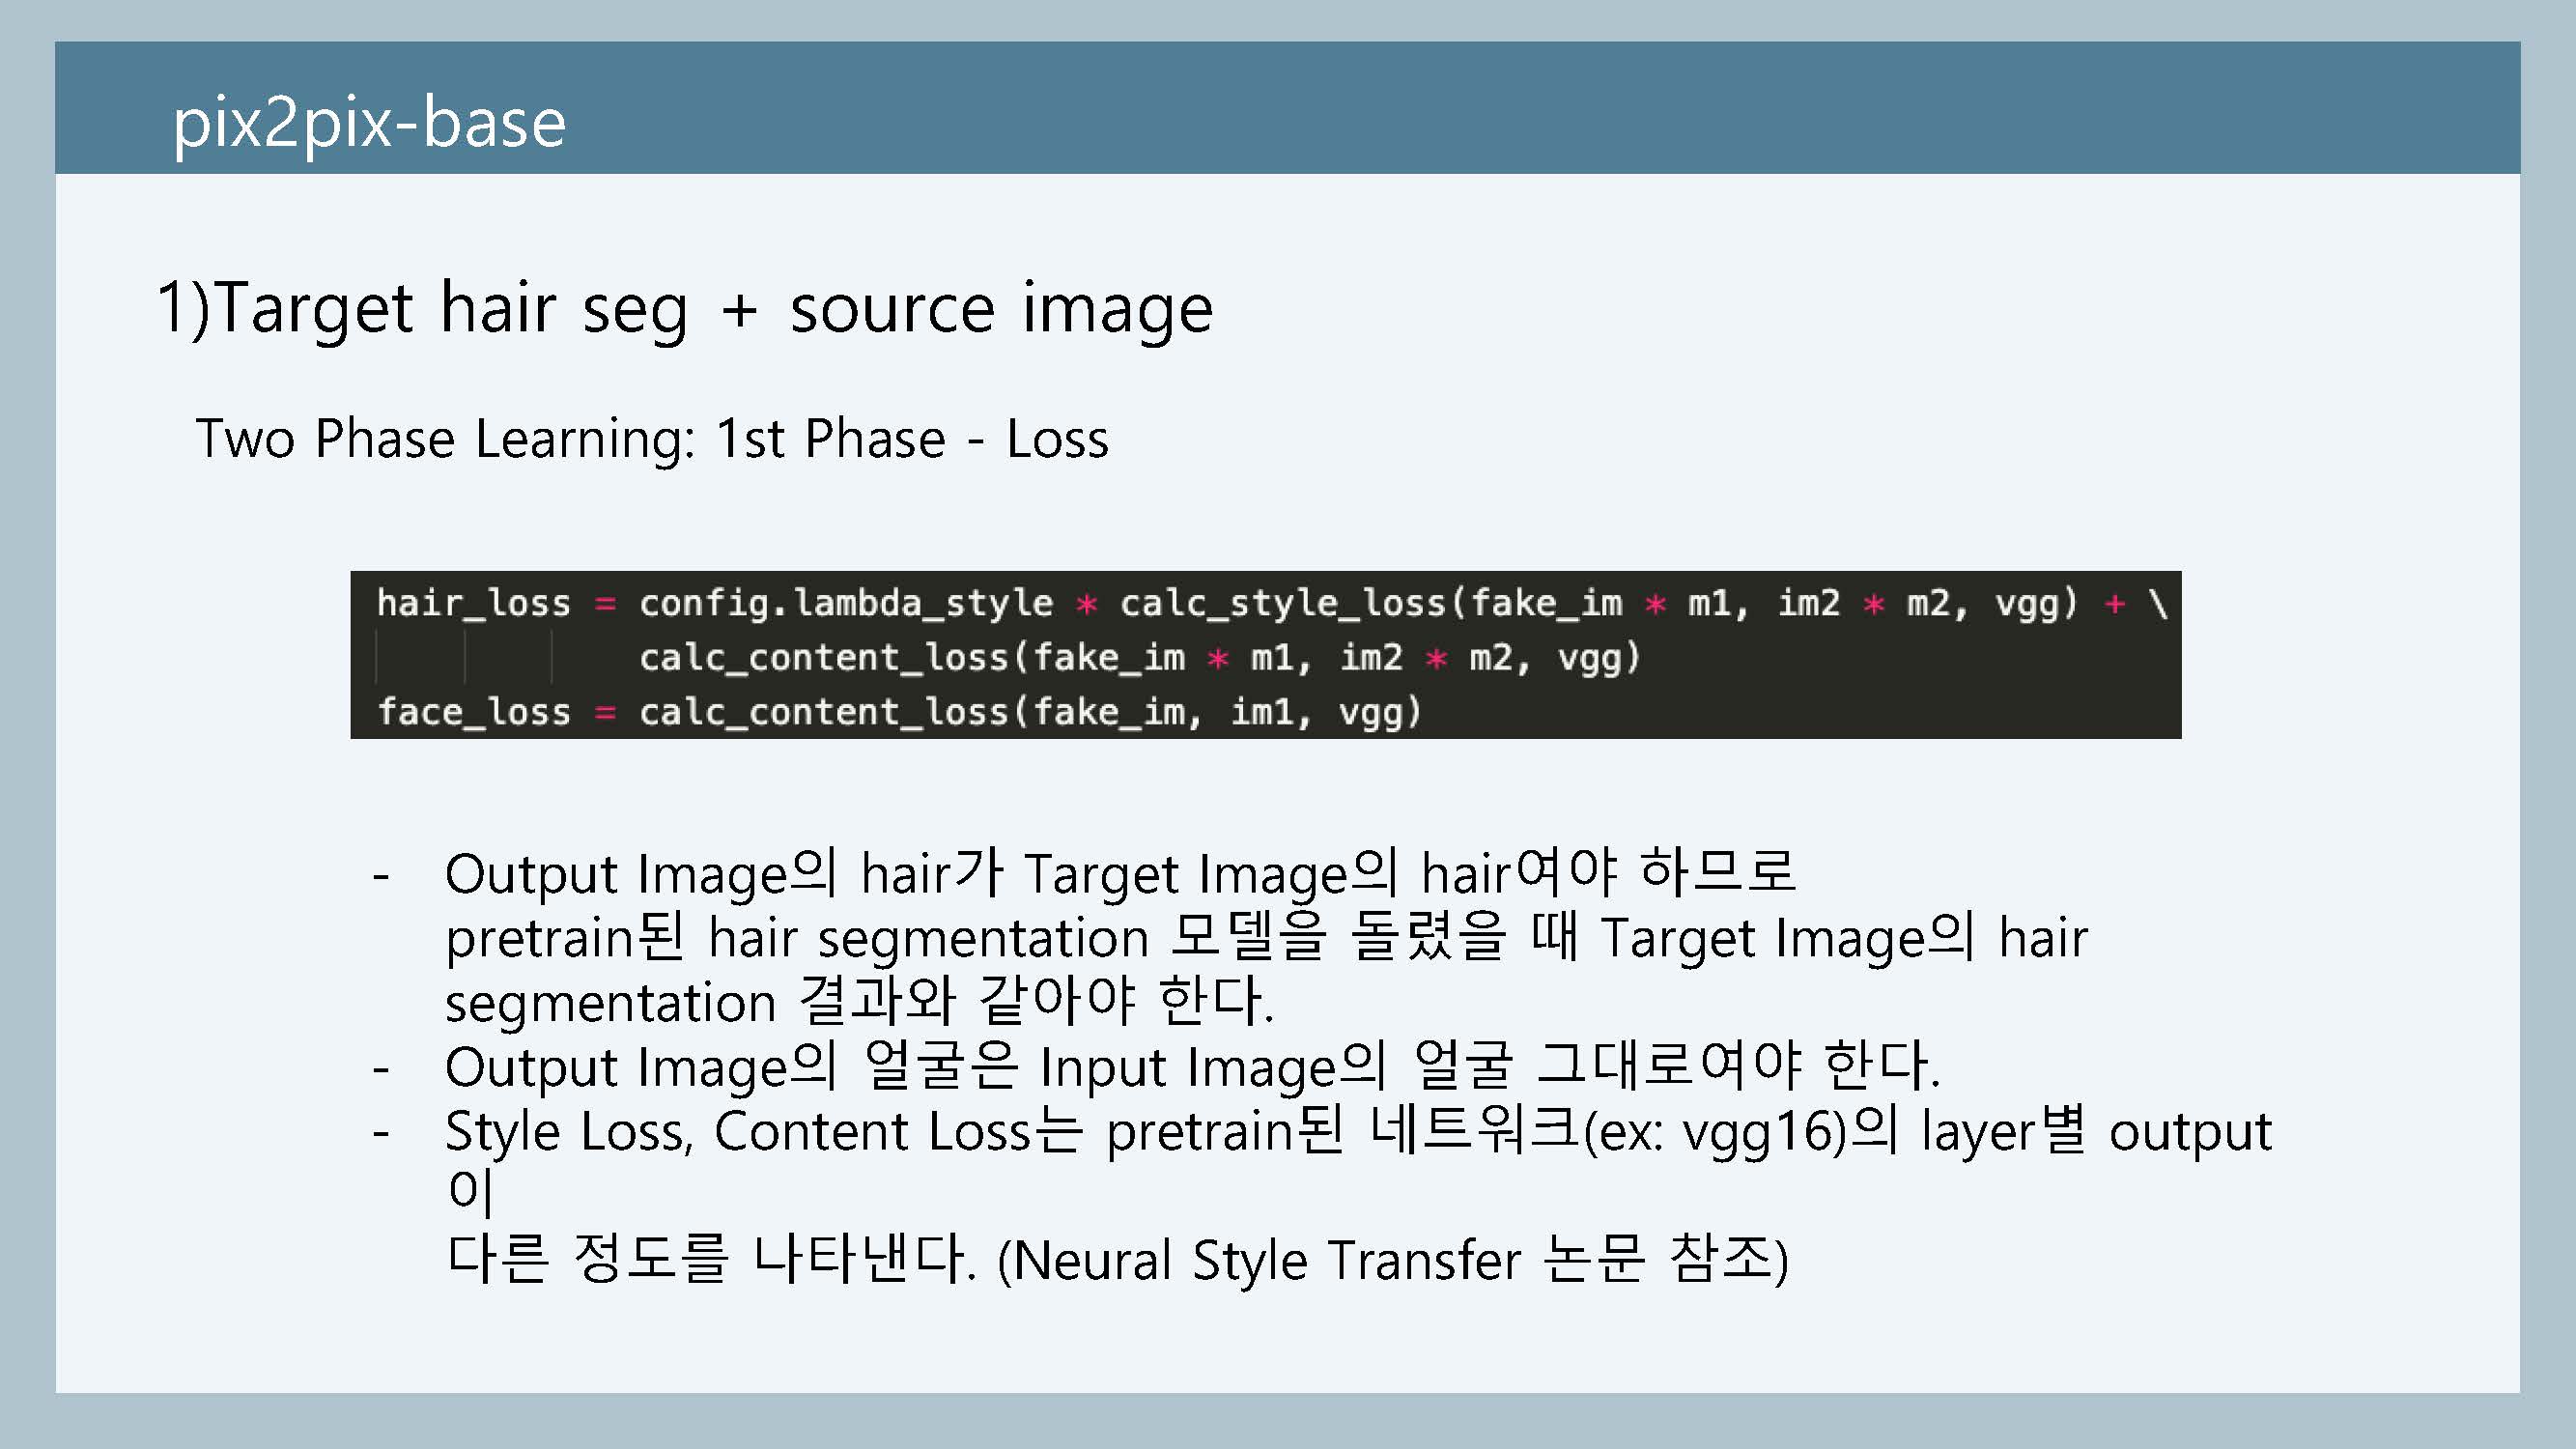 pix2pix-base
1)Target hair seg + source image
Two Phase Learning: 1st Phase - Loss
hair_loss = config.lambda_style * calc_style_loss(fake_im * m1, im2 * m2, vgg) + \
calc_content_loss(fake_im * m1, im2 * m2, vgg)
face_loss = calc_content_loss(fake_im, im1, vgg)
- Output Image의 hair가 Target Image의 hair여야 하므로
pretrain된 hair segmentation 모델을 돌렸을 때 Target Image의 hair
segmentation 결과와 같아야 한다.
- Output Image의 얼굴은 Input Image의 얼굴 그대로여야 한다.
- Style Loss, Content Loss는 pretrain된 네트워크(ex: vgg16)의 layer별 output
이
다른 정도를 나타낸다. (Neural Style Transfer 논문 참조)